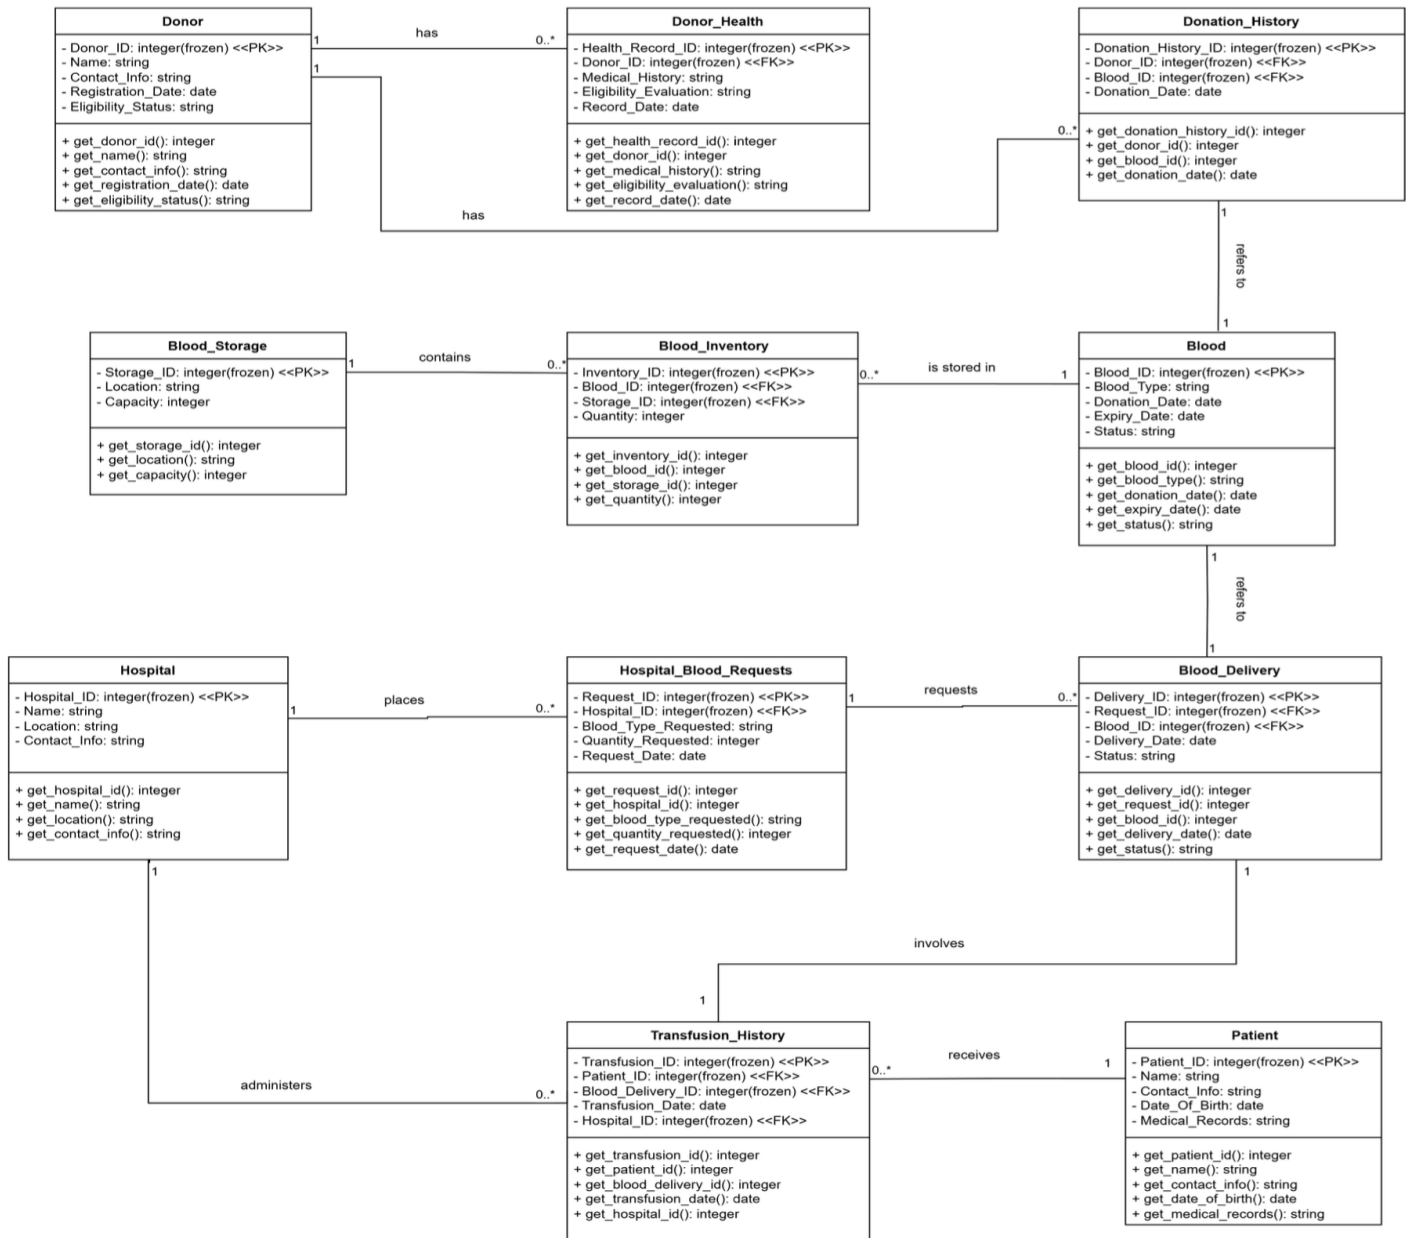 Donor
- Donor_ID: integer(frozen) <<PK>>
- Name: string
- Contact_Info: string
- Registration_Date: date
- Eligibility_Status: string
+ get_donor_id(): integer
+ get_name(): string
+ get_contact_info(): string
+ get_registration_date(): date
+ get_eligibility_status(): string
1
has
0..*
1
has
0..*
Donor_Health
- Health_Record_ID: integer(frozen) <<PK>>
- Donor_ID: integer(frozen) <<FK>>
- Medical_History: string
- Eligibility_Evaluation: string
- Record_Date: date
+ get_health_record_id(): integer
+ get_donor_id(): integer
+ get_medical_history(): string
+ get_eligibility_evaluation(): string
+ get_record_date(): date
Donation_History
- Donation_History_ID: integer(frozen) <<PK>>
- Donor_ID: integer(frozen) <<FK>>
- Blood_ID: integer(frozen) <<FK>>
- Donation_Date: date
+ get_donation_history_id(): integer
+ get_donor_id(): integer
+ get_blood_id(): integer
+ get_donation_date(): date
1
refers to
1
Blood_Storage
- Storage_ID: integer(frozen) <<PK>>
- Location: string
- Capacity: integer
+ get_storage_id(): integer
+ get_location(): string
+ get_capacity(): integer
1
contains
0..*
Blood_Inventory
- Inventory_ID: integer(frozen) <<PK>>
- Blood_ID: integer(frozen) <<FK>>
- Storage_ID: integer(frozen) <<FK>>
- Quantity: integer
+ get_inventory_id(): integer
+ get_blood_id(): integer
+ get_storage_id(): integer
+ get_quantity(): integer
0..*
is stored in
1
Blood
- Blood_ID: integer(frozen) <<PK>>
- Blood_Type: string
- Donation_Date: date
- Expiry_Date: date
- Status: string
+ get_blood_id(): integer
+ get_blood_type(): string
+ get_donation_date(): date
+ get_expiry_date(): date
+ get_status(): string
1
refers to
1
Hospital
- Hospital_ID: integer(frozen) <<PK>>
- Name: string
- Location: string
- Contact_Info: string
+ get_hospital_id(): integer
+ get_name(): string
+ get_location(): string
+ get_contact_info(): string
1
places
0..*
Hospital_Blood_Requests
- Request_ID: integer(frozen) <<PK>>
- Hospital_ID: integer(frozen) <<FK>>
- Blood_Type_Requested: string
- Quantity_Requested: integer
- Request_Date: date
+ get_request_id(): integer
+ get_hospital_id(): integer
+ get_blood_type_requested(): string
+ get_quantity_requested(): integer
+ get_request_date(): date
1
requests
0..*
Blood_Delivery
- Delivery_ID: integer(frozen) <<PK>>
- Request_ID: integer(frozen) <<FK>>
- Blood_ID: integer(frozen) <<FK>>
- Delivery_Date: date
- Status: string
+ get_delivery_id(): integer
+ get_request_id(): integer
+ get_blood_id(): integer
+ get_delivery_date(): date
+ get_status(): string
1
involves
1
1
administers
0..*
Transfusion_History
- Transfusion_ID: integer(frozen) <<PK>>
- Patient_ID: integer(frozen) <<FK>>
- Blood_Delivery_ID: integer(frozen) <<FK>>
- Transfusion_Date: date
- Hospital_ID: integer(frozen) <<FK>>
+ get_transfusion_id(): integer
+ get_patient_id(): integer
+ get_blood_delivery_id(): integer
+ get_transfusion_date(): date
+ get_hospital_id(): integer
0..*
receives
1
Patient
- Patient_ID: integer(frozen) <<PK>>
- Name: string
- Contact_Info: string
- Date_Of_Birth: date
- Medical_Records: string
+ get_patient_id(): integer
+ get_name(): string
+ get_contact_info(): string
+ get_date_of_birth(): date
+ get_medical_records(): string